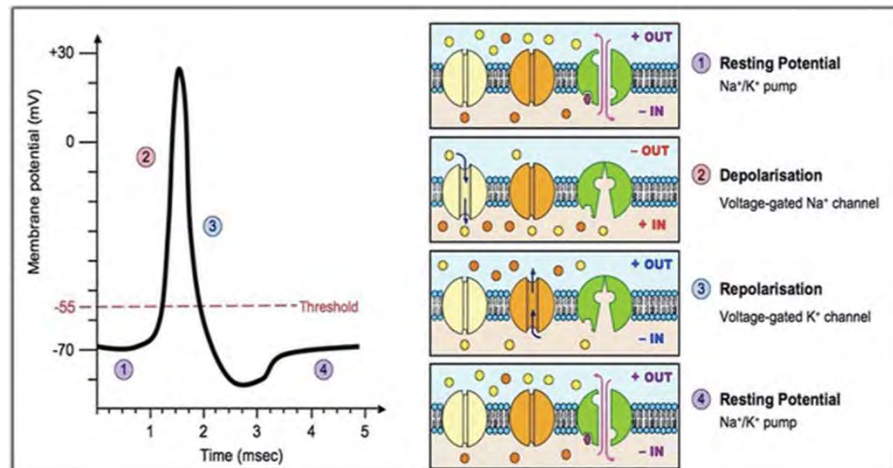 Membrane potential (mV)
+30
0
-55
-70
Threshold
1
2
3
4
1
2
3
4
5
Time (msec)
+ OUT
– IN
1 Resting Potential
Na⁺/K⁺ pump
– OUT
+ IN
2 Depolarisation
Voltage-gated Na⁺ channel
+ OUT
– IN
3 Repolarisation
Voltage-gated K⁺ channel
+ OUT
– IN
4 Resting Potential
Na⁺/K⁺ pump